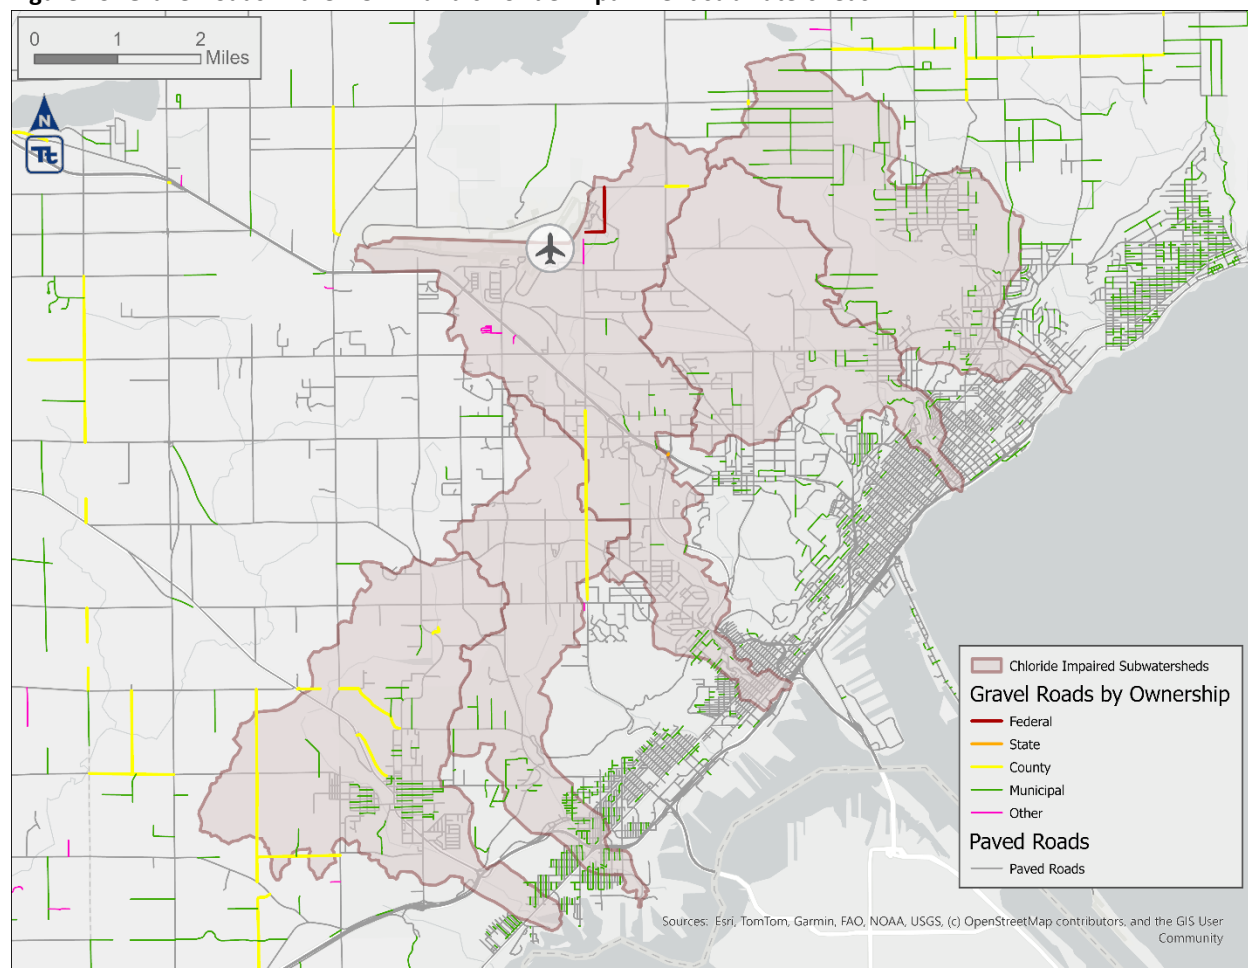 0 1 2
Miles
N
Tt
Chloride Impaired Subwatersheds
Gravel Roads by Ownership
Federal
State
County
Municipal
Other
Paved Roads
Paved Roads
Sources: Esri, TomTom, Garmin, FAO, NOAA, USGS, (c) OpenStreetMap contributors, and the GIS User
Community